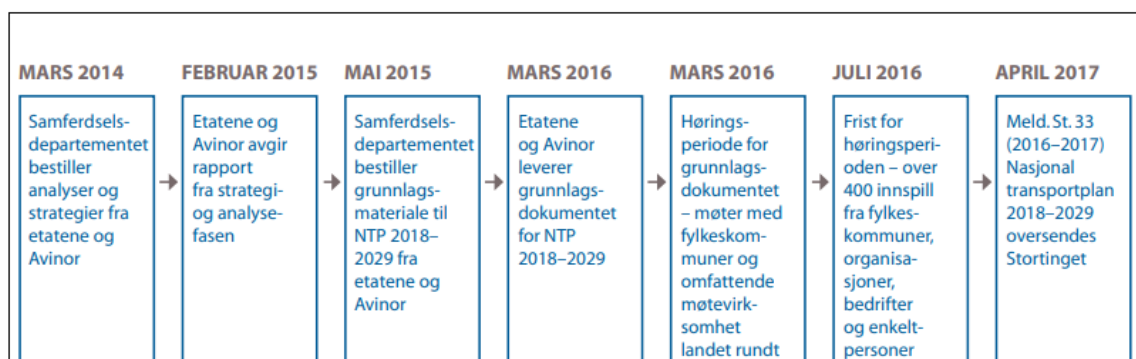 MARS 2014
Samferdsels-
departementet
bestiller
analyser og
strategier fra
etatene og
Avinor
FEBRUAR 2015
Etatene og
Avinor avgir
rapport
fra strategi-
og analyse-
fasen
MAI 2015
Samferdsels-
departementet
bestiller
grunnlags-
materiale til
NTP 2018–
2029 fra
etatene og
Avinor
MARS 2016
Etatene
og Avinor
leverer
grunnlags-
dokumentet
for NTP
2018–2029
MARS 2016
Hørings-
periode for
grunnlags-
dokumentet
– møter med
fylkeskom-
muner og
omfattende
møtevirk-
somhet
landet rundt
JULI 2016
Frist for
høringsperi-
oden – over
400 innspill
fra fylkes-
kommuner,
organisa-
sjoner,
bedrifter
og enkelt-
personer
APRIL 2017
Meld. St. 33
(2016–2017)
Nasjonal
transportplan
2018–2029
oversendes
Stortinget